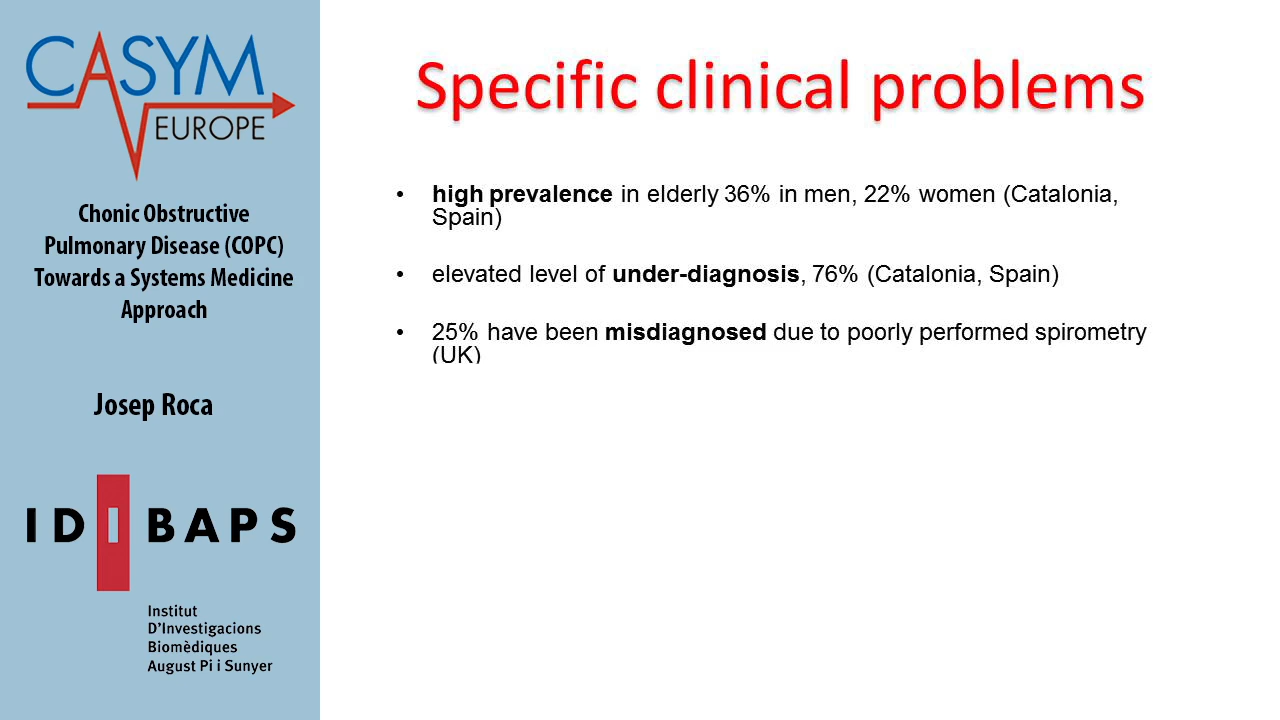 CASYM
EUROPE
Chonic Obstructive
Pulmonary Disease (COPC)
Towards a Systems Medicine
Approach
Josep Roca
IDIBAPS
Institut
D'Investigacions
Biomèdiques
August Pi i Sunyer
Specific clinical problems
• high prevalence in elderly 36% in men, 22% women (Catalonia,
Spain)
• elevated level of under-diagnosis, 76% (Catalonia, Spain)
• 25% have been misdiagnosed due to poorly performed spirometry
(UK)